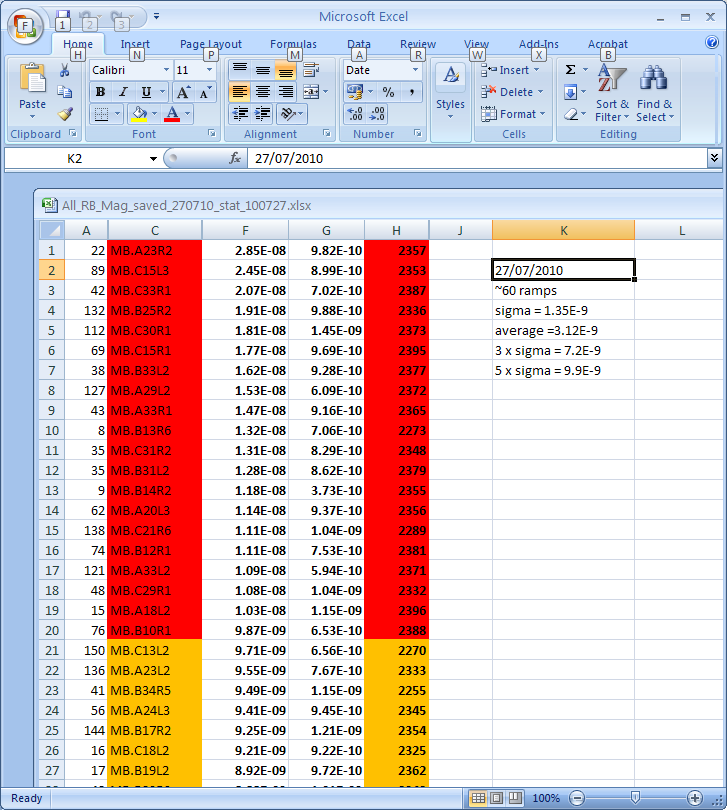 Microsoft Excel
F 1 2 3
Home Insert Page Layout Formulas Data Review View Add-Ins Acrobat
H N P M A R W X B
Paste Calibri 11 Date Styles Insert Σ
B I U A A % , Delete Sort & Find &
A .00 .00 Format Filter Select
Clipboard Font Alignment Number Cells Editing
K2 fx 27/07/2010
All_RB_Mag_saved_270710_stat_100727.xlsx
A C F G H J K L
1 22 MB.A23R2 2.85E-08 9.82E-10 2357
2 89 MB.C15L3 2.45E-08 8.99E-10 2353 27/07/2010
3 42 MB.C33R1 2.07E-08 7.02E-10 2387 ~60 ramps
4 132 MB.B25R2 1.91E-08 9.88E-10 2336 sigma = 1.35E-9
5 112 MB.C30R1 1.81E-08 1.45E-09 2373 average =3.12E-9
6 69 MB.C15R1 1.77E-08 9.69E-10 2395 3 x sigma = 7.2E-9
7 38 MB.B33L2 1.62E-08 9.28E-10 2377 5 x sigma = 9.9E-9
8 127 MB.A29L2 1.53E-08 6.09E-10 2372
9 43 MB.A33R1 1.47E-08 9.16E-10 2365
10 8 MB.B13R6 1.32E-08 7.06E-10 2273
11 35 MB.C31R2 1.31E-08 8.29E-10 2348
12 35 MB.B31L2 1.28E-08 8.62E-10 2379
13 9 MB.B14R2 1.18E-08 3.73E-10 2355
14 62 MB.A20L3 1.14E-08 9.37E-10 2356
15 138 MB.C21R6 1.11E-08 1.04E-09 2289
16 74 MB.B12R1 1.11E-08 7.53E-10 2381
17 121 MB.A33L2 1.09E-08 5.94E-10 2371
18 48 MB.C29R1 1.08E-08 1.04E-09 2332
19 15 MB.A18L2 1.03E-08 1.15E-09 2396
20 76 MB.B10R1 9.87E-09 6.53E-10 2388
21 150 MB.C13L2 9.71E-09 6.56E-10 2270
22 136 MB.A23L2 9.55E-09 7.67E-10 2333
23 41 MB.B34R5 9.49E-09 1.15E-09 2255
24 56 MB.A24L3 9.41E-09 9.45E-10 2345
25 144 MB.B17R2 9.25E-09 1.21E-09 2354
26 16 MB.C18L2 9.21E-09 9.22E-10 2325
27 17 MB.B19L2 8.92E-09 9.72E-10 2362
Ready 100%